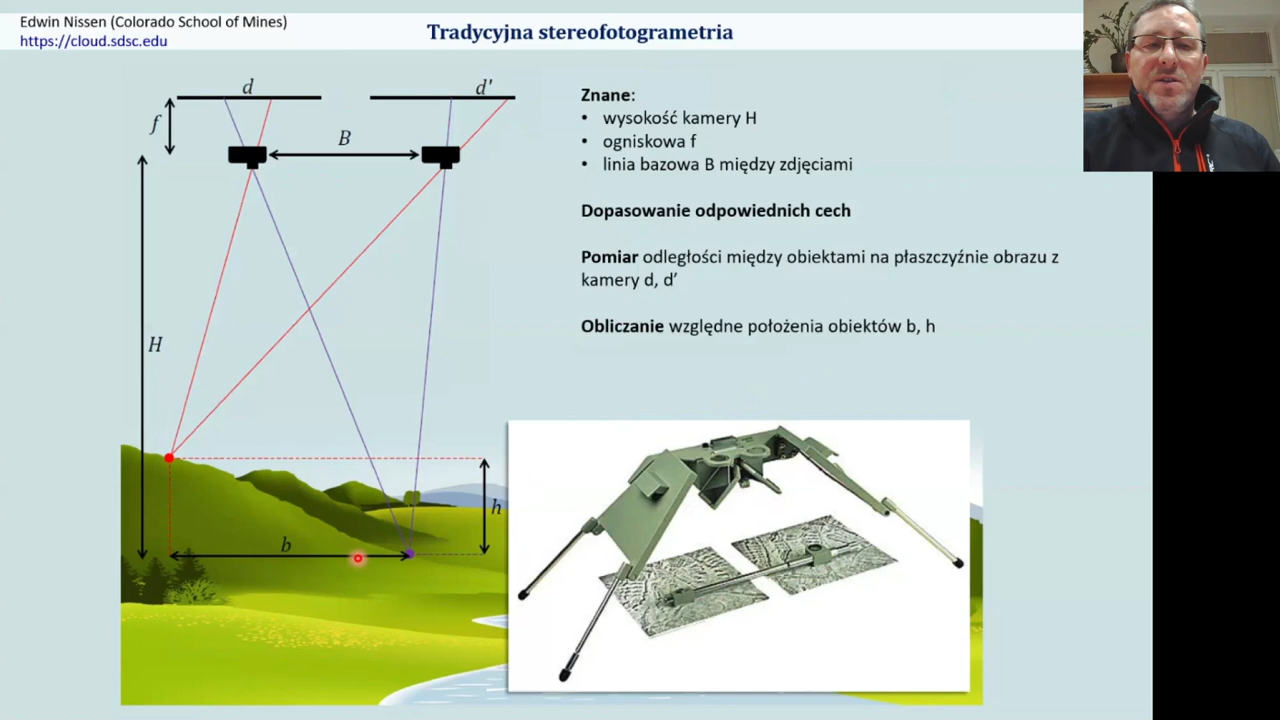 Edwin Nissen (Colorado School of Mines)
https://cloud.sdsc.edu
Tradycyjna stereofotogrametria
d
d'
f
B
H
h
b
Znane:
• wysokość kamery H
• ogniskowa f
• linia bazowa B między zdjęciami
Dopasowanie odpowiednich cech
Pomiar odległości między obiektami na płaszczyźnie obrazu z
kamery d, d’
Obliczanie względne położenia obiektów b, h